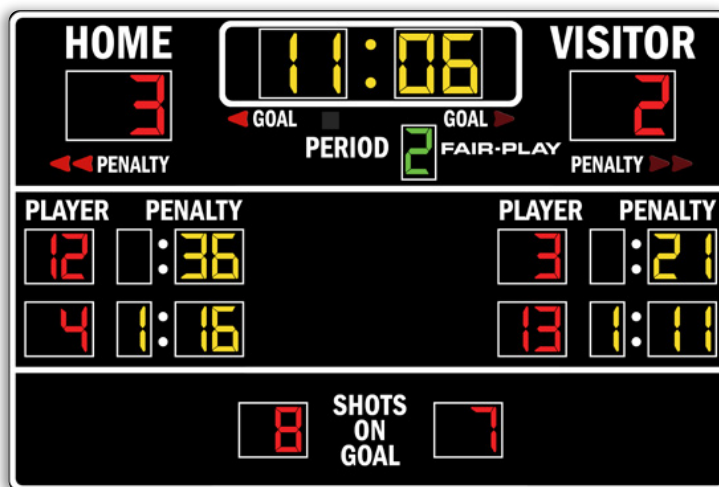 HOME 11:06 VISITOR
3 2
GOAL GOAL
PERIOD 2 FAIR-PLAY
PENALTY PENALTY
PLAYER PENALTY PLAYER PENALTY
12 :36 3 :21
4 1:16 13 1:11
8 SHOTS ON GOAL 7